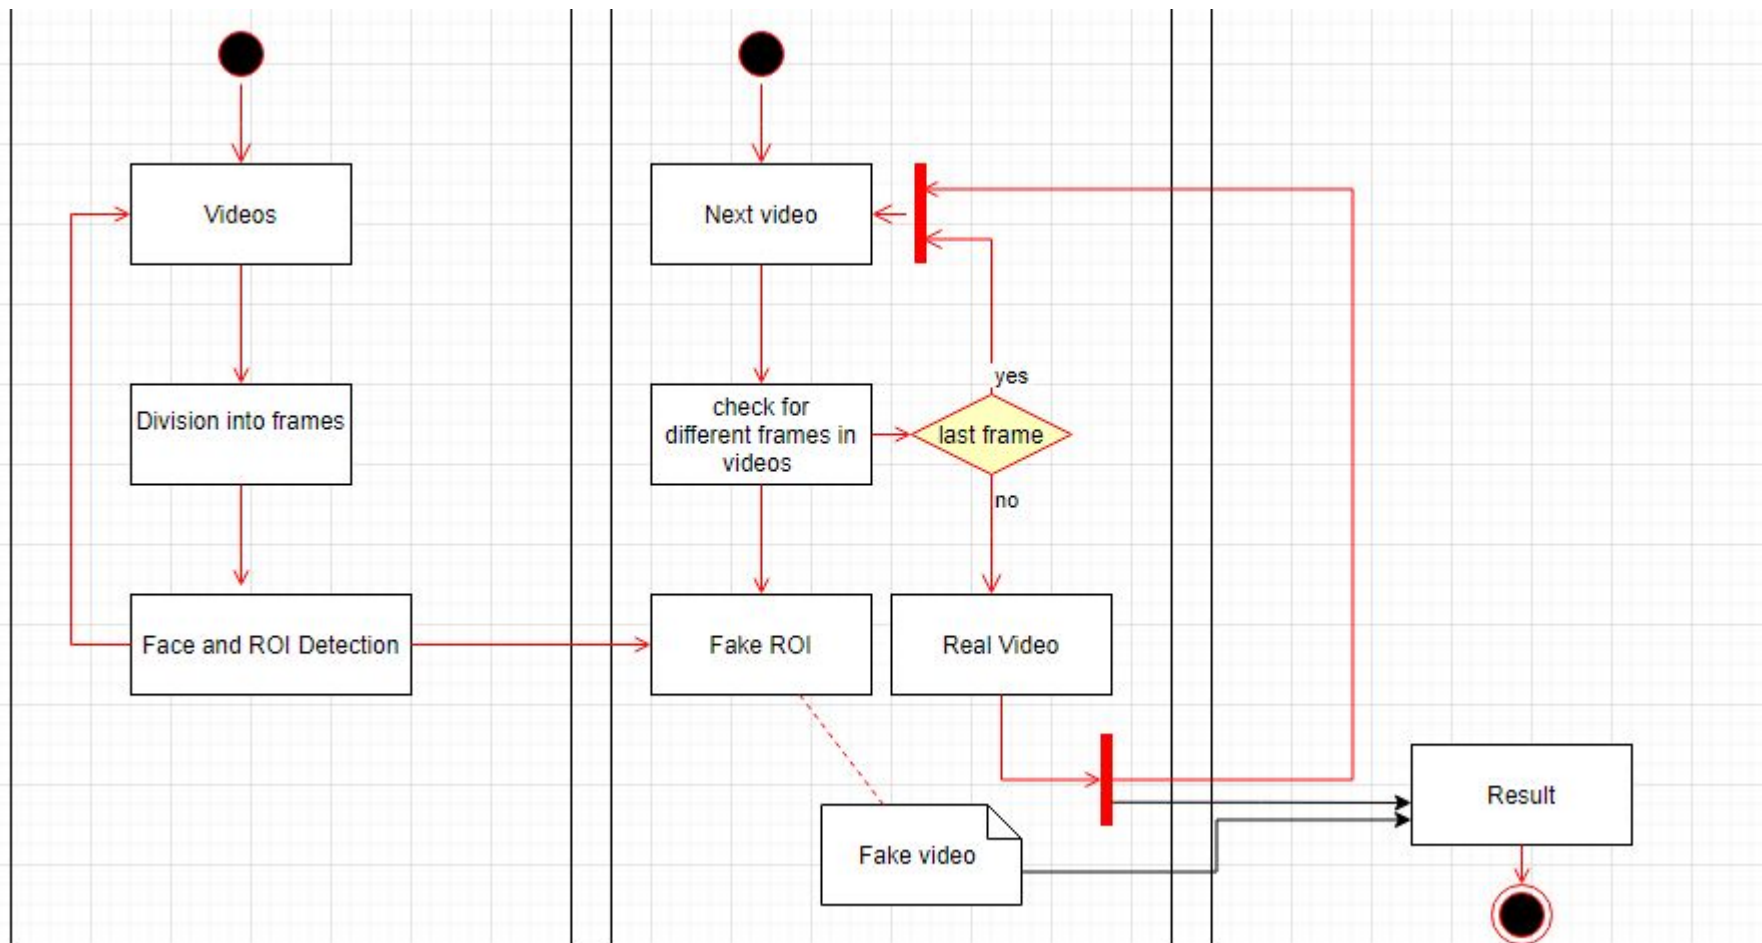 Videos
Division into frames
Face and ROI Detection
Next video
check for
different frames in
videos
last frame
yes
no
Fake ROI
Real Video
Fake video
Result